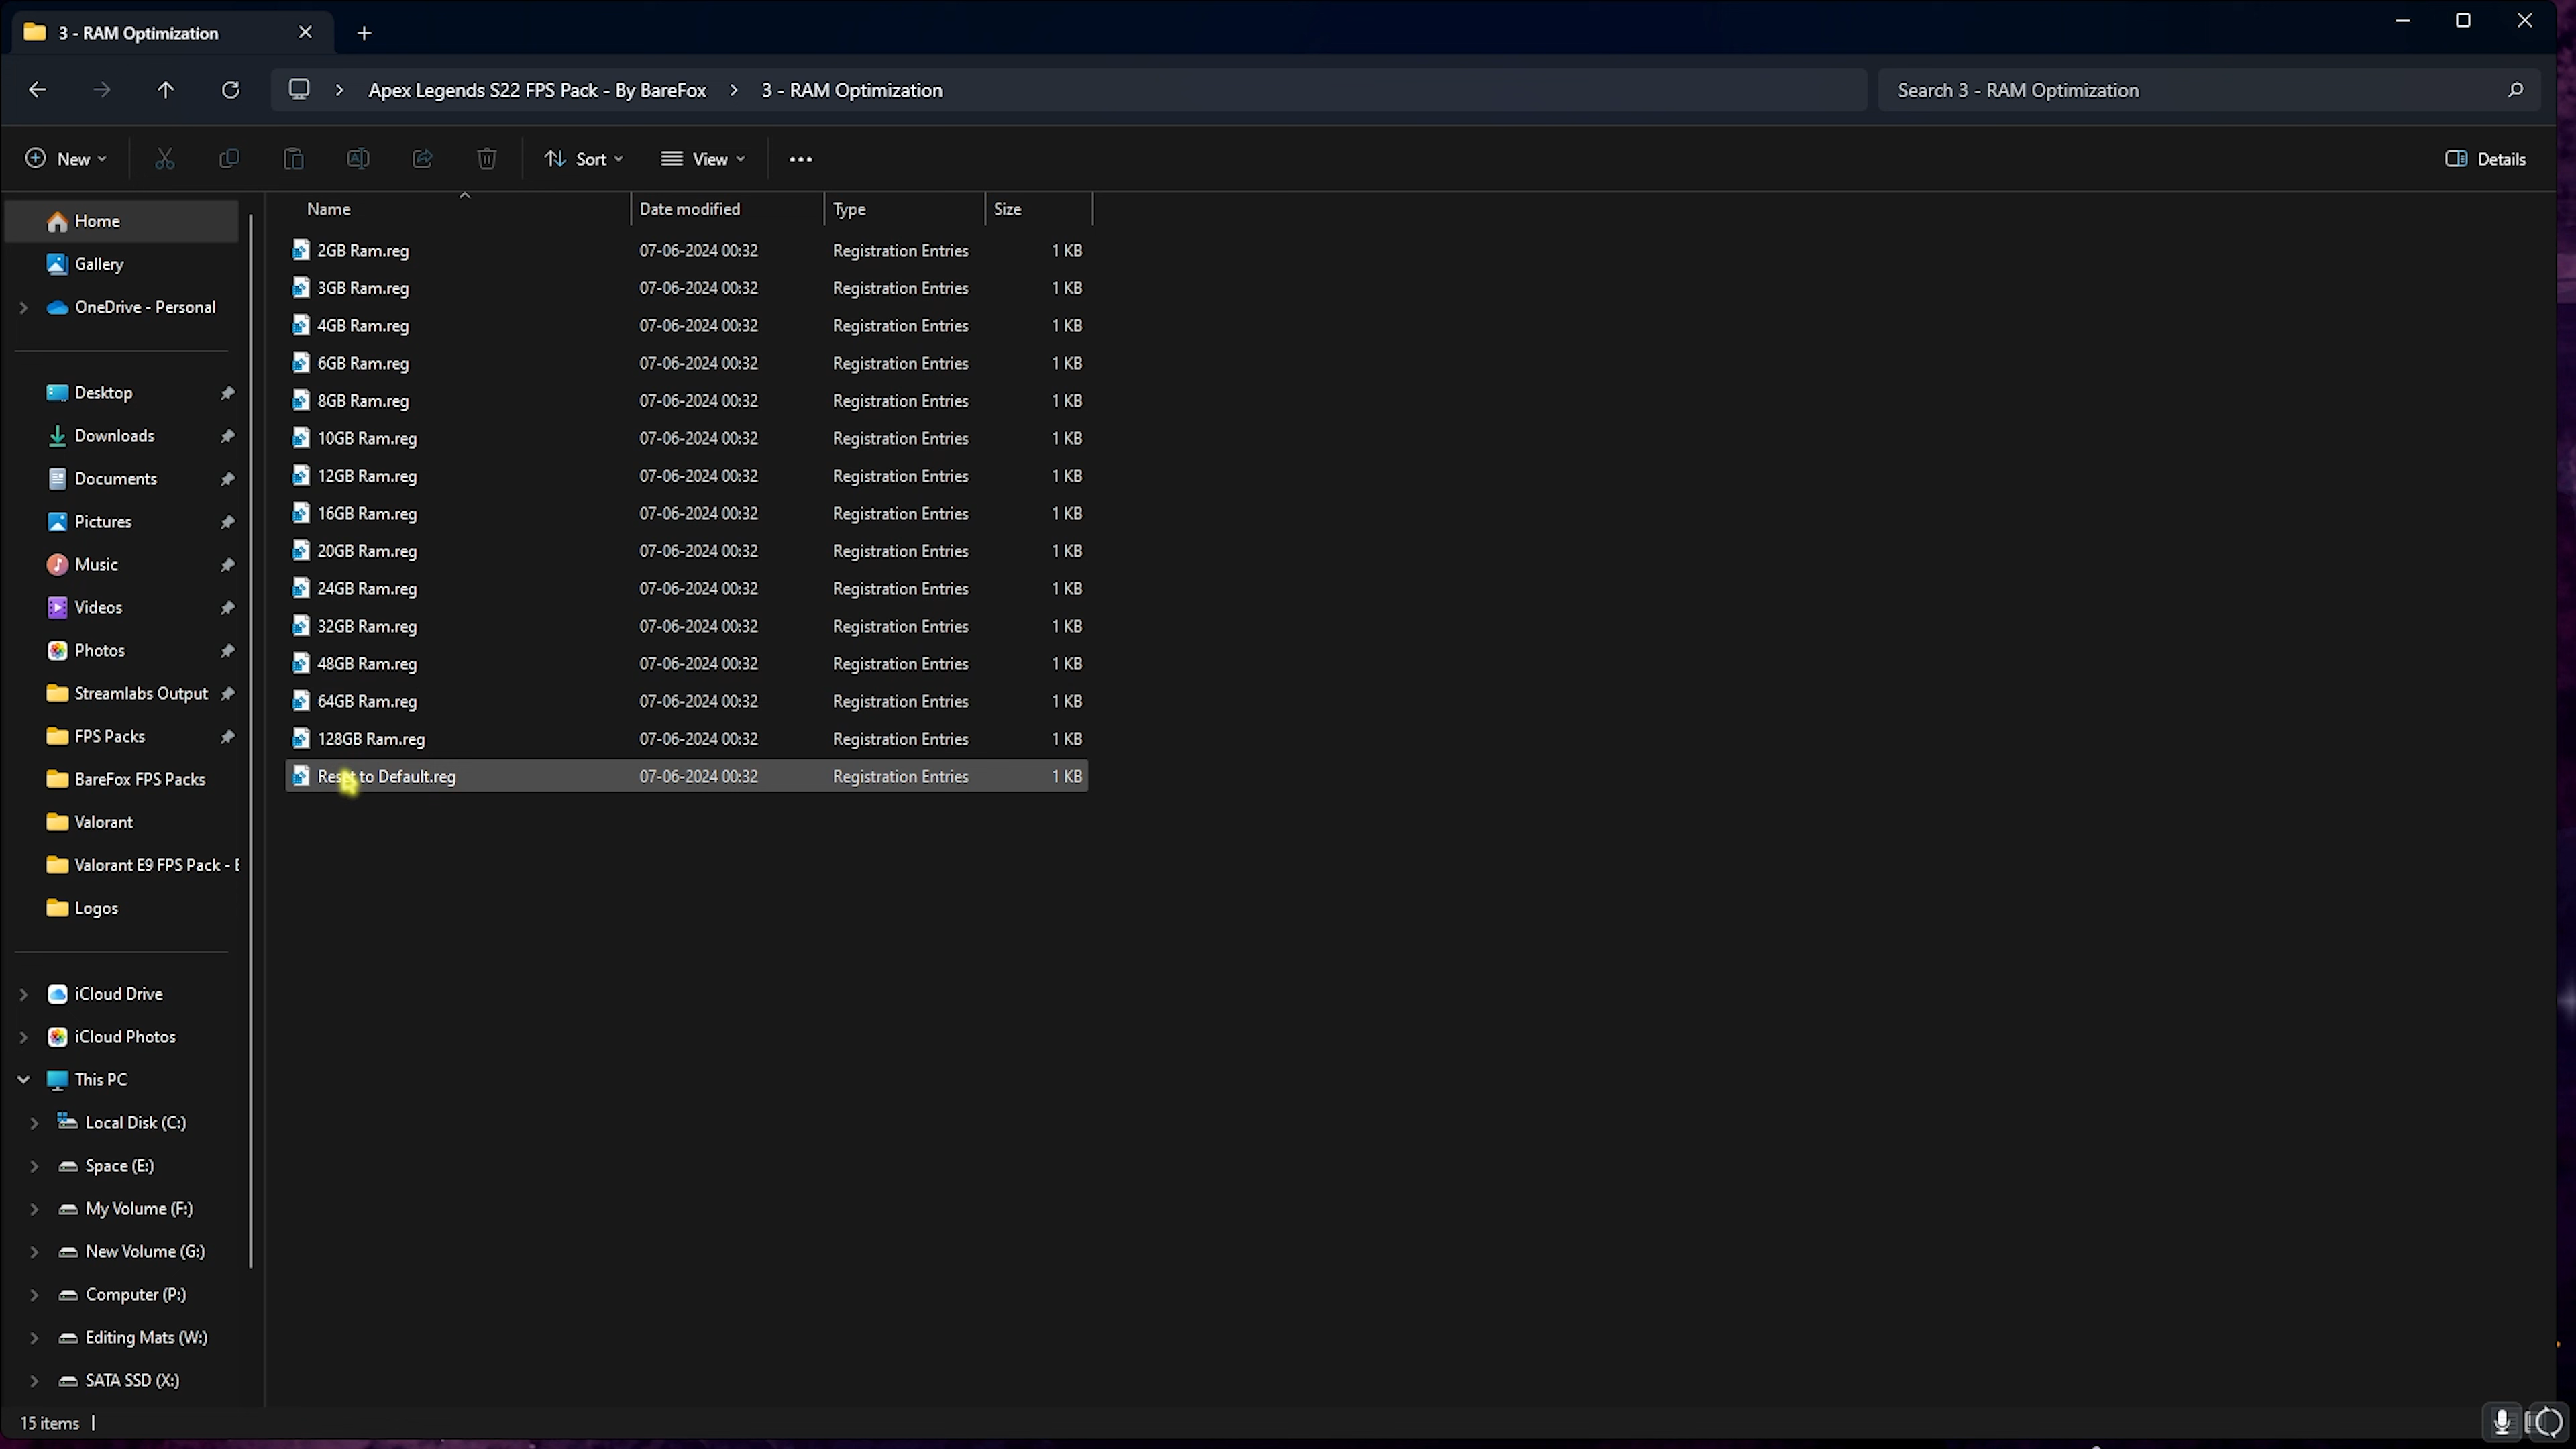 3 - RAM Optimization
Apex Legends S22 FPS Pack - By BareFox
3 - RAM Optimization
Search 3 - RAM Optimization
New
Sort
View
Details
Name
Date modified
Type
Size
2GB Ram.reg 07-06-2024 00:32 Registration Entries 1 KB
3GB Ram.reg 07-06-2024 00:32 Registration Entries 1 KB
4GB Ram.reg 07-06-2024 00:32 Registration Entries 1 KB
6GB Ram.reg 07-06-2024 00:32 Registration Entries 1 KB
8GB Ram.reg 07-06-2024 00:32 Registration Entries 1 KB
10GB Ram.reg 07-06-2024 00:32 Registration Entries 1 KB
12GB Ram.reg 07-06-2024 00:32 Registration Entries 1 KB
16GB Ram.reg 07-06-2024 00:32 Registration Entries 1 KB
20GB Ram.reg 07-06-2024 00:32 Registration Entries 1 KB
24GB Ram.reg 07-06-2024 00:32 Registration Entries 1 KB
32GB Ram.reg 07-06-2024 00:32 Registration Entries 1 KB
48GB Ram.reg 07-06-2024 00:32 Registration Entries 1 KB
64GB Ram.reg 07-06-2024 00:32 Registration Entries 1 KB
128GB Ram.reg 07-06-2024 00:32 Registration Entries 1 KB
Reset to Default.reg 07-06-2024 00:32 Registration Entries 1 KB
Home
Gallery
OneDrive - Personal
Desktop
Downloads
Documents
Pictures
Music
Videos
Photos
Streamlabs Output
FPS Packs
BareFox FPS Packs
Valorant
Valorant E9 FPS Pack -
Logos
iCloud Drive
iCloud Photos
This PC
Local Disk (C:)
Space (E:)
My Volume (F:)
New Volume (G:)
Computer (P:)
Editing Mats (W:)
SATA SSD (X:)
15 items